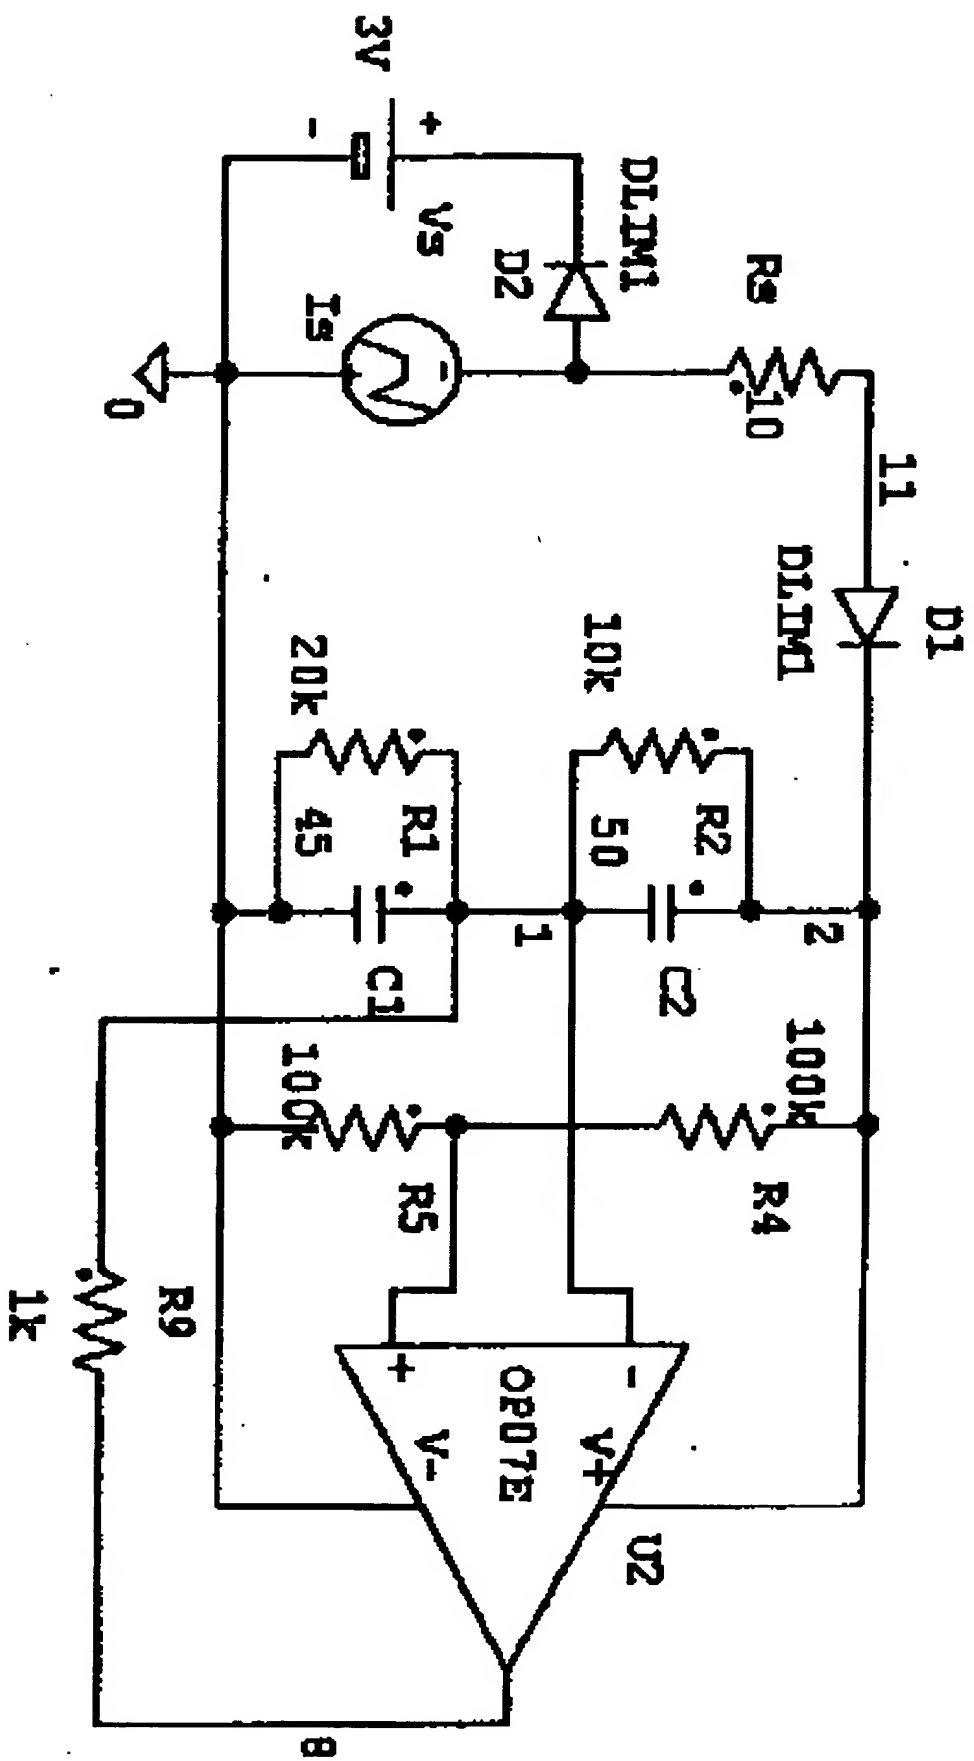 3V
+
-
Vs
DLIM1
D2
Is
-
0
Rs
10
11
D1
DLIM1
20k
R1
45
C1
10k
R2
50
C2
1
2
100k
R5
100k
R4
R9
1k
+
-
OP07E
V-
V+
U2
8